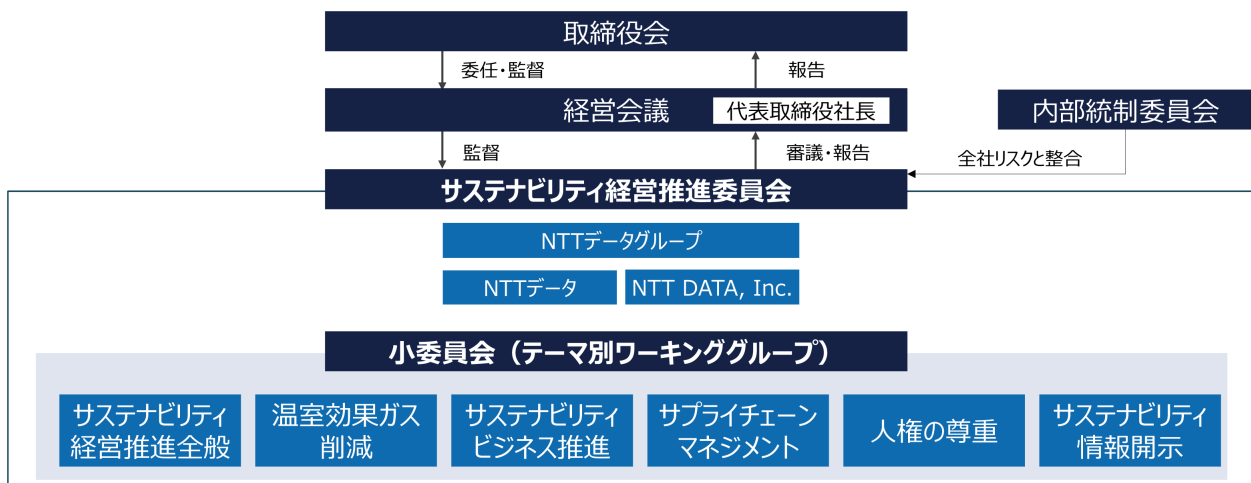 取締役会
委任・監督
報告
経営会議
代表取締役社長
内部統制委員会
監督
審議・報告
全社リスクと整合
サステナビリティ経営推進委員会
NTTデータグループ
NTTデータ
NTT DATA, Inc.
小委員会（テーマ別ワーキンググループ）
サステナビリティ
経営推進全般
温室効果ガス
削減
サステナビリティ
ビジネス推進
サプライチェーン
マネジメント
人権の尊重
サステナビリティ
情報開示